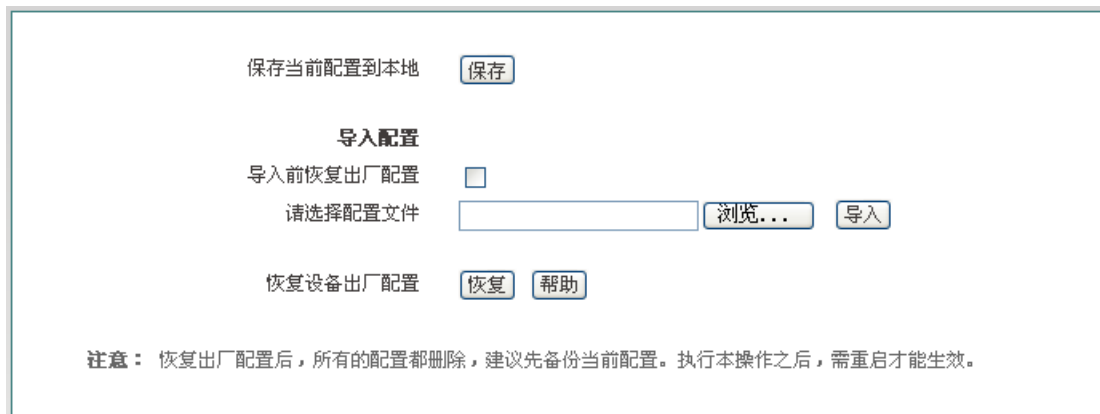 保存当前配置到本地 保存
导入配置
导入前恢复出厂配置
请选择配置文件 浏览... 导入
恢复设备出厂配置 恢复 帮助
注意： 恢复出厂配置后，所有的配置都删除，建议先备份当前配置。执行本操作之后，需重启才能生效。